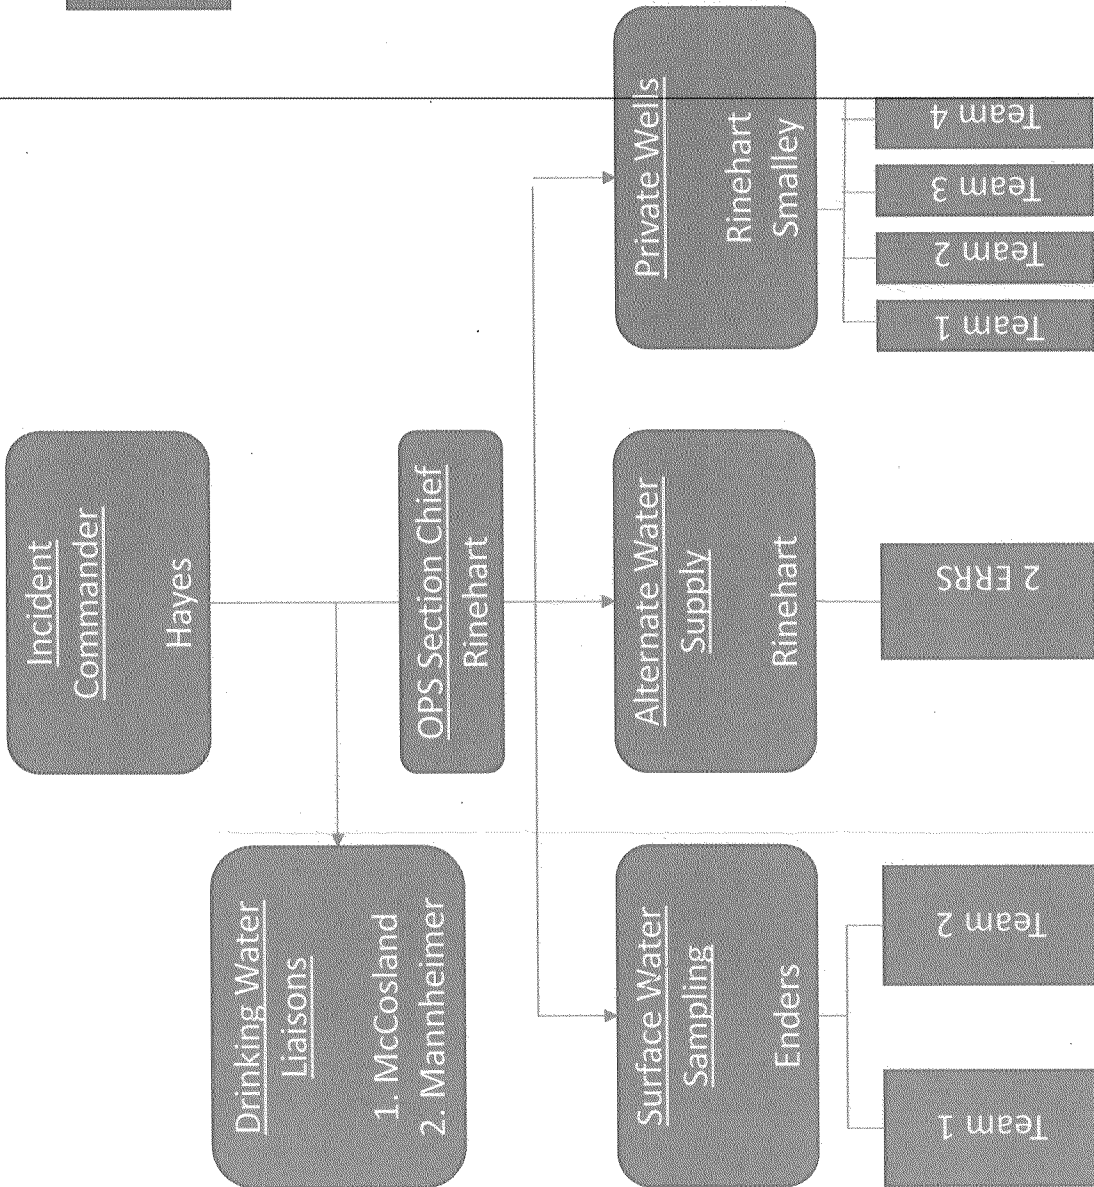 Incident
Commander
Hayes
Drinking Water
Liaisons
1. McCosland
2. Mannheimer
OPS Section Chief
Rinehart
Surface Water
Sampling
Enders
Team 1
Team 2
Alternate Water
Supply
Rinehart
2 ERRS
Private Wells
Rinehart
Smalley
Team 1
Team 2
Team 3
Team 4